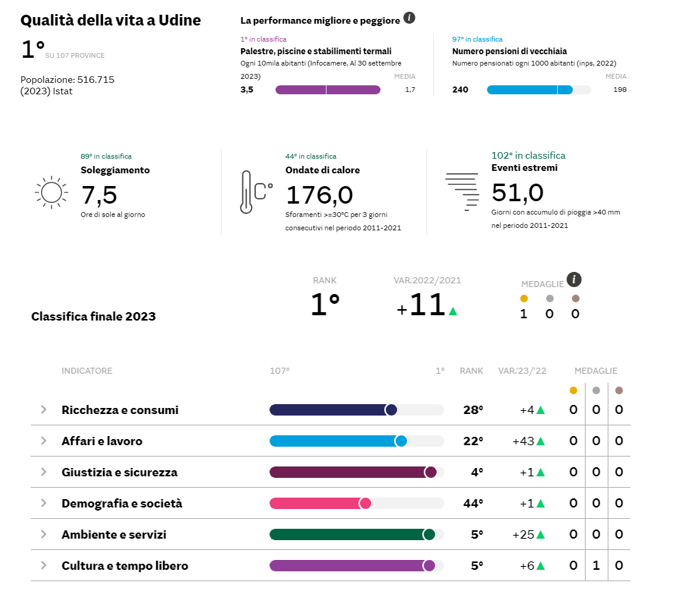 Qualità della vita a Udine
1° SU 107 PROVINCE
Popolazione: 516.715
(2023) Istat
La performance migliore e peggiore i
1° in classifica
Palestre, piscine e stabilimenti termali
Ogni 10mila abitanti (Infocamere, Al 30 settembre
2023)
MEDIA
3,5 1,7
97° in classifica
Numero pensioni di vecchiaia
Numero pensionati ogni 1000 abitanti (inps, 2022)
MEDIA
240 198
89° in classifica
Soleggiamento
7,5
Ore di sole al giorno
C°
44° in classifica
Ondate di calore
176,0
Sforamenti >=30°C per 3 giorni
consecutivi nel periodo 2011-2021
102° in classifica
Eventi estremi
51,0
Giorni con accumulo di pioggia >40 mm
nel periodo 2011-2021
Classifica finale 2023
RANK
1°
VAR.2022/2021
+11
MEDAGLIE i
1 0 0
INDICATORE 107° 1° RANK VAR.'23/'22 MEDAGLIE
Ricchezza e consumi 28° +4 0 0 0
Affari e lavoro 22° +43 0 0 0
Giustizia e sicurezza 4° +1 0 0 0
Demografia e società 44° +1 0 0 0
Ambiente e servizi 5° +25 0 0 0
Cultura e tempo libero 5° +6 0 1 0